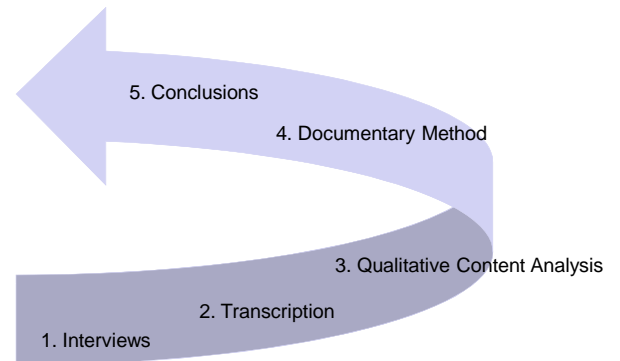 5. Conclusions
4. Documentary Method
3. Qualitative Content Analysis
2. Transcription
1. Interviews